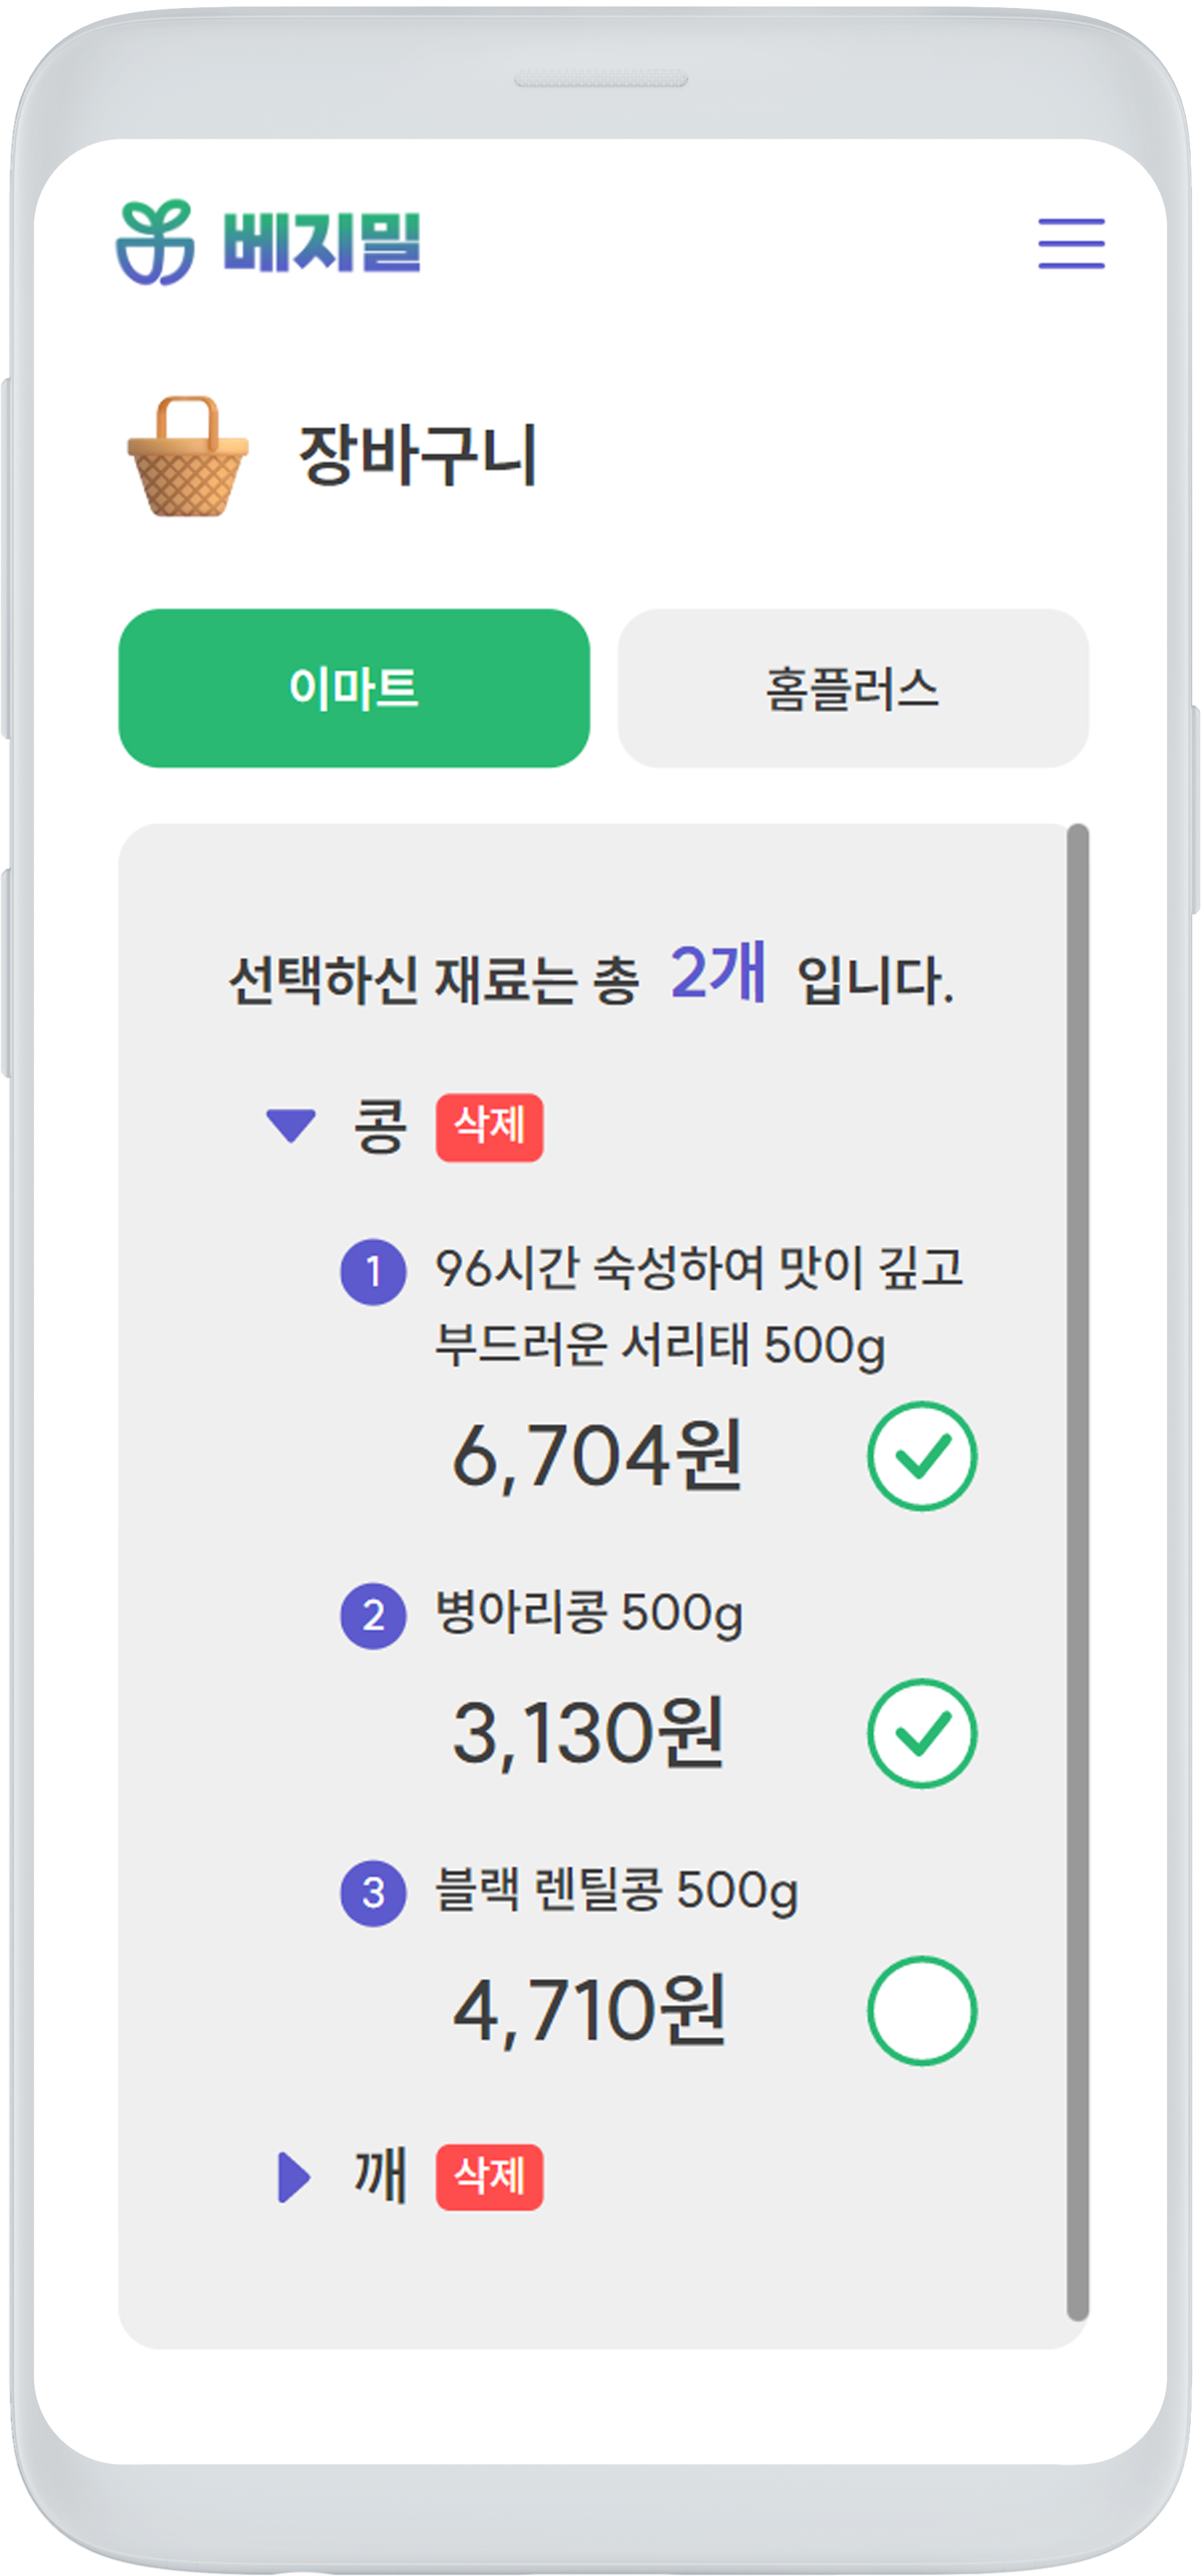 베지밀
장바구니
이마트
홈플러스
선택하신 재료는 총 2개 입니다.
콩 삭제
1 96시간 숙성하여 맛이 깊고
부드러운 서리태 500g
6,704원
2 병아리콩 500g
3,130원
3 블랙 렌틸콩 500g
4,710원
깨 삭제